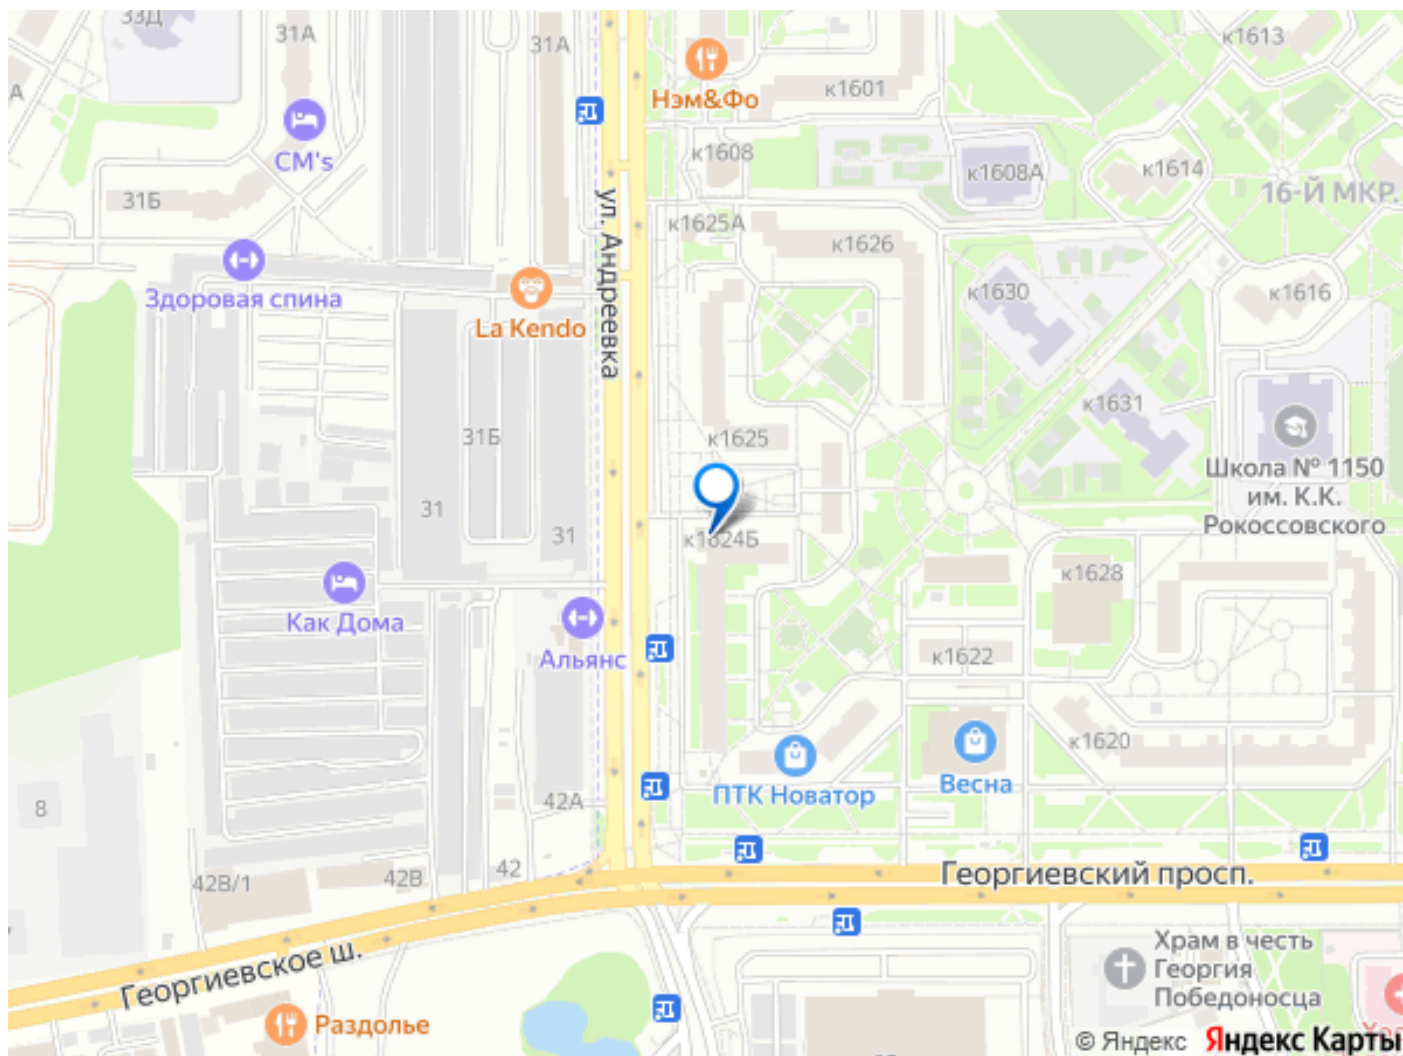 33Д
31А
31А
к1613
А
Нэм&Фо
к1601
СМ's
к1608
к1608А
к1614
16-Й МКР.
31Б
ул. Андреевка
к1625А
к1626
Здоровая спина
La Kendo
к1630
к1616
к1631
31Б
к1625
Школа № 1150
им. К.К.
Рокоссовского
31
31
к1624Б
Как Дома
к1628
Альянс
к1622
к1620
8
42А
ПТК Новатор
Весна
42В/1
42В
42
Георгиевский просп.
Георгиевское ш.
Храм в честь
Георгия
Победоносца
Раздолье
© Яндекс Яндекс Карты